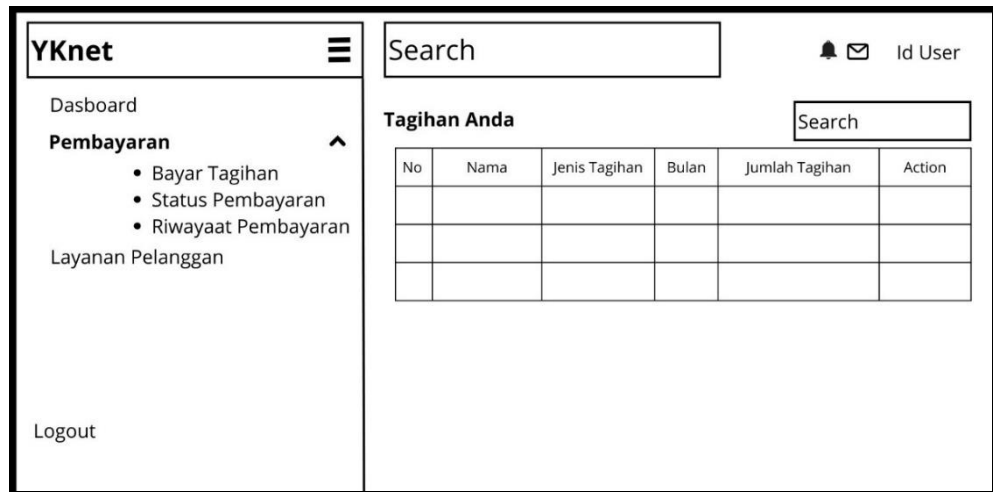 YKnet
Search
Id User
Dasboard
Pembayaran
• Bayar Tagihan
• Status Pembayaran
• Riwayaat Pembayaran
Layanan Pelanggan
Logout
Tagihan Anda
Search
No Nama Jenis Tagihan Bulan Jumlah Tagihan Action